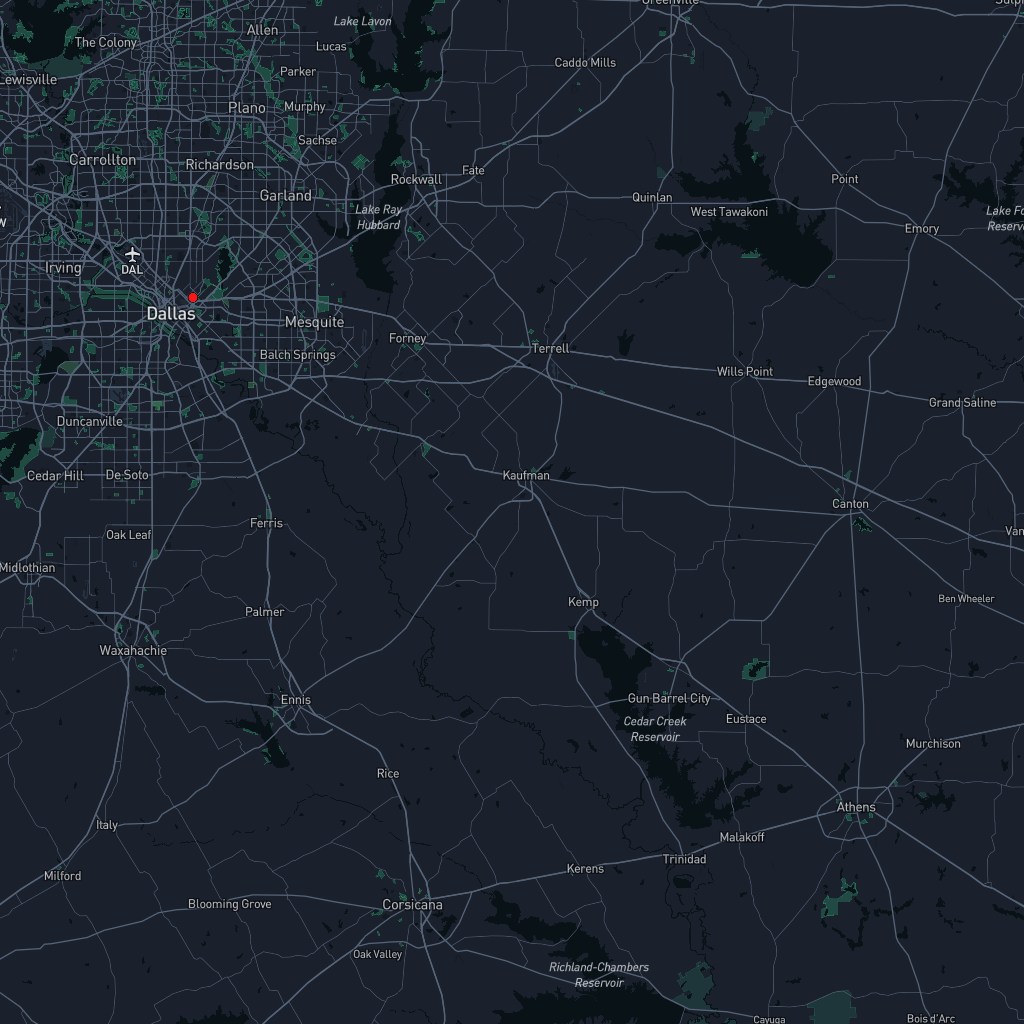 Greenville
Lake Lavon
Allen
The Colony
Lucas
Caddo Mills
Parker
Lewisville
Plano
Murphy
Sachse
Carrollton
Richardson
Fate
Rockwall
Point
Garland
Quinlan
Lake Ray
Hubbard
West Tawakoni
W
Emory
Irving
DAL
Dallas
Mesquite
Forney
Terrell
Balch Springs
Wills Point
Edgewood
Grand Saline
Duncanville
Cedar Hill
De Soto
Kaufman
Canton
Ferris
Oak Leaf
Midlothian
Ben Wheeler
Kemp
Palmer
Waxahachie
Ennis
Gun Barrel City
Cedar Creek
Reservoir
Eustace
Murchison
Rice
Athens
Italy
Malakoff
Trinidad
Milford
Kerens
Blooming Grove
Corsicana
Oak Valley
Richland-Chambers
Reservoir
Cayuga
Bois d'Arc